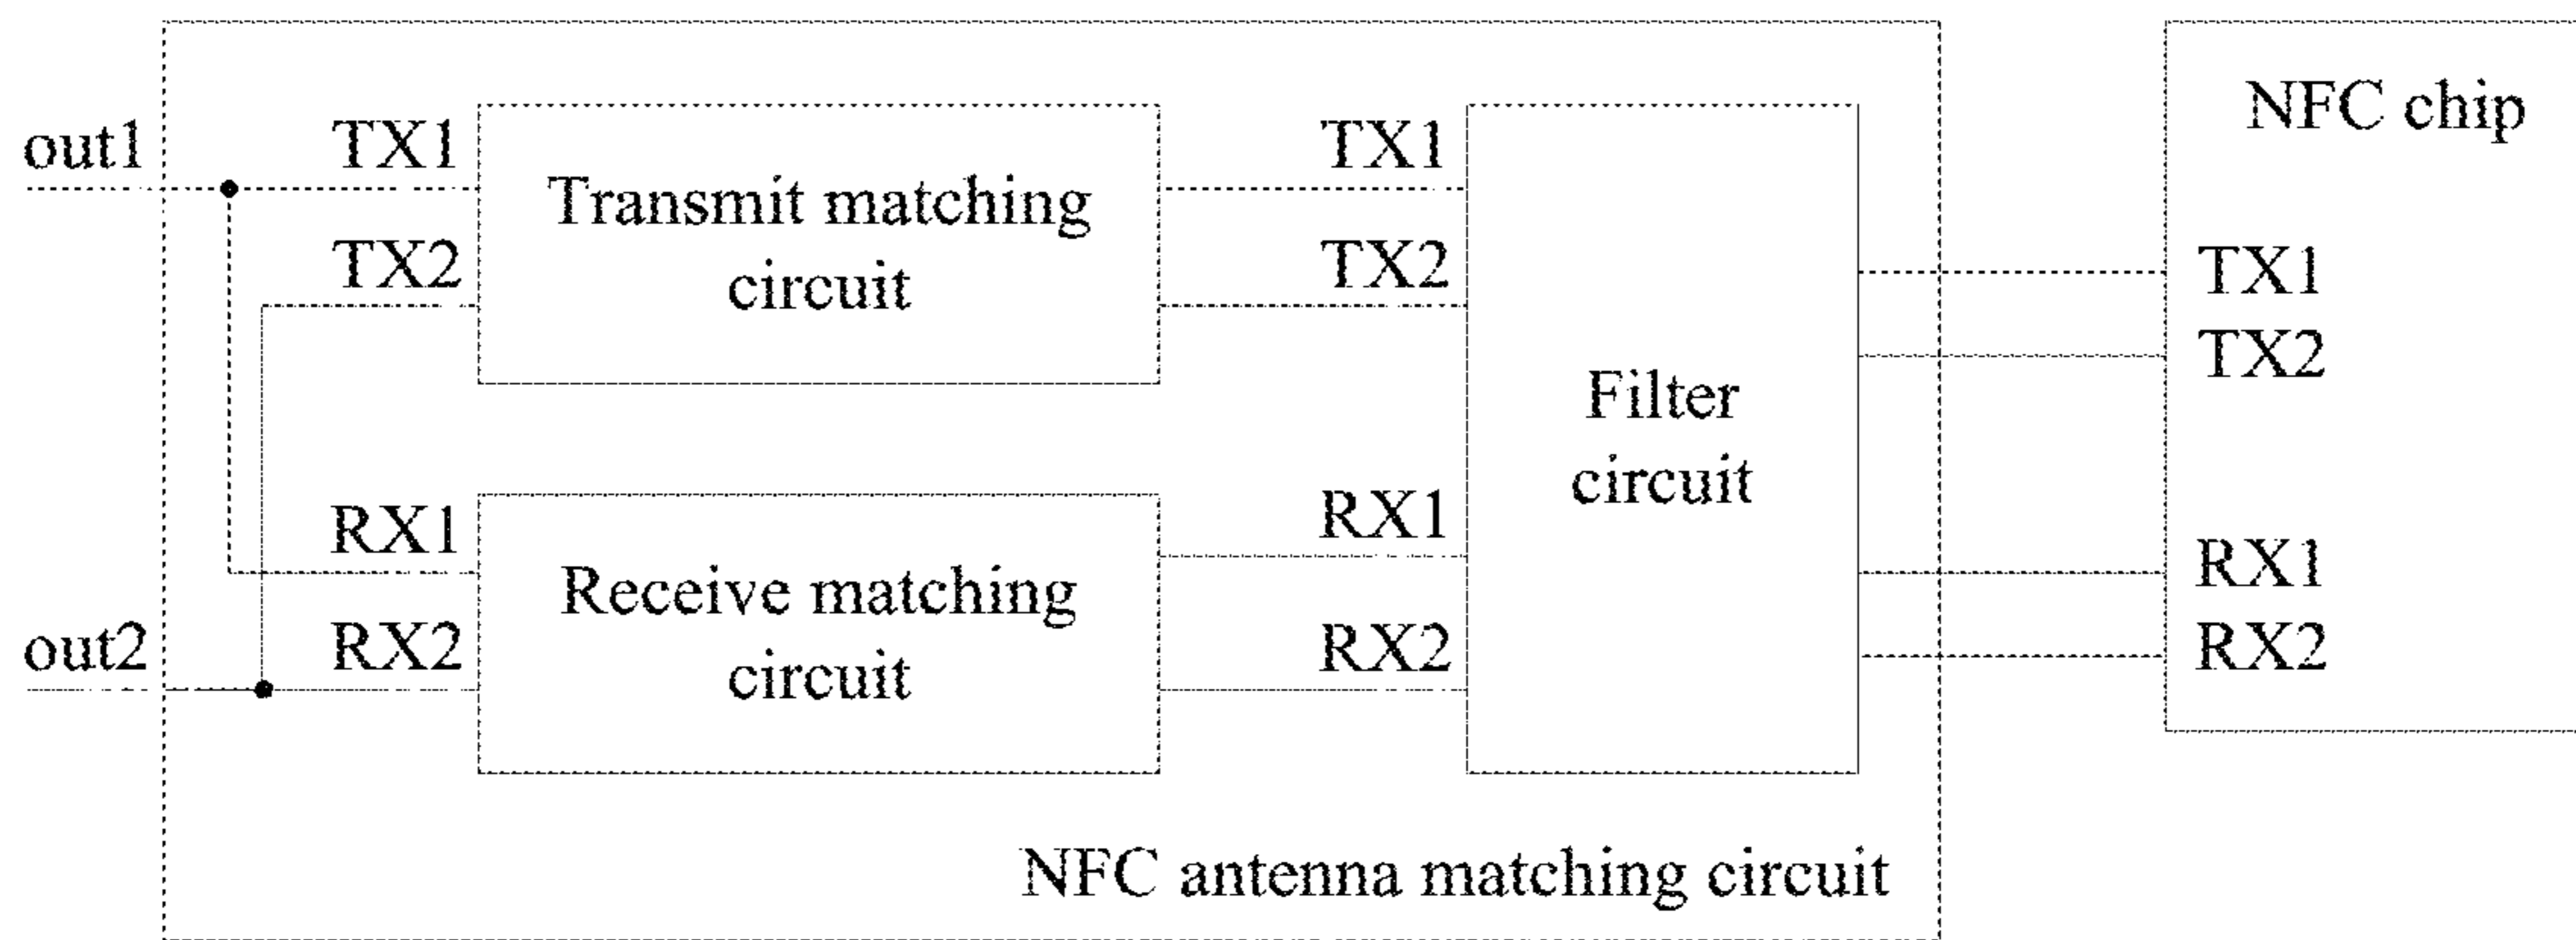 out1
TX1
TX2
Transmit matching
circuit
TX1
TX2
out2
RX1
RX2
Receive matching
circuit
RX1
RX2
Filter
circuit
NFC antenna matching circuit
NFC chip
TX1
TX2
RX1
RX2